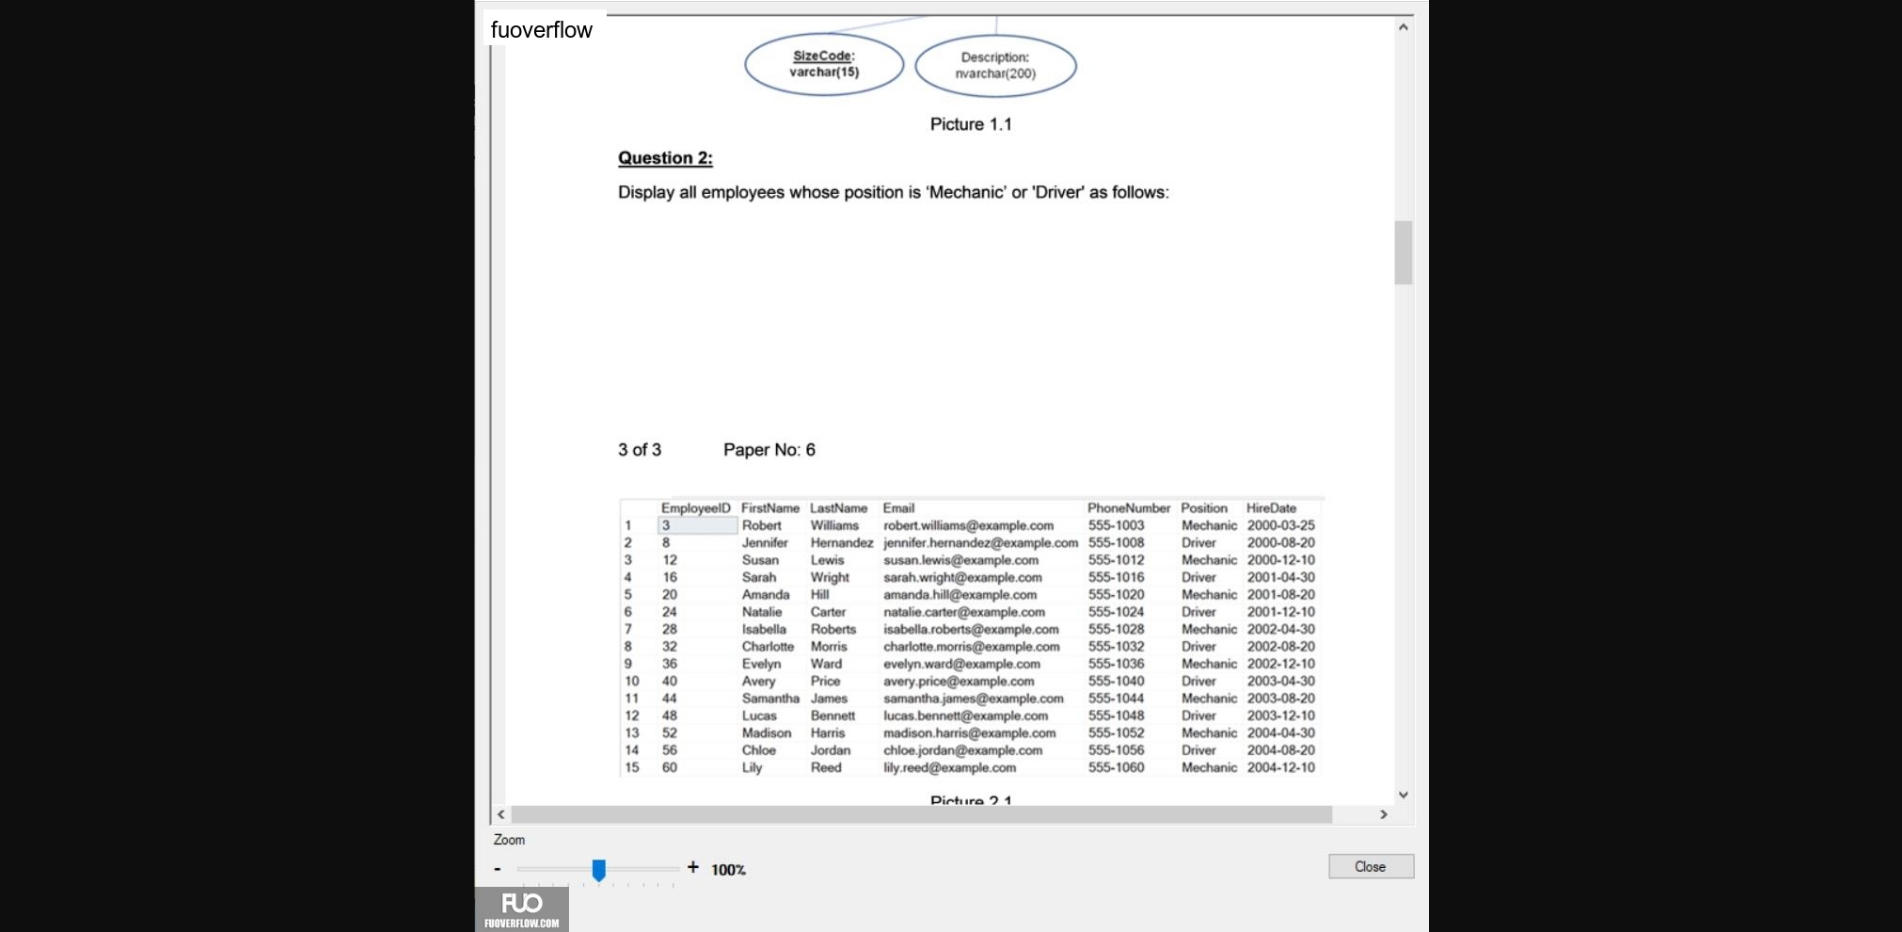 fuoverflow
SizeCode:
varchar(15)
Description:
nvarchar(200)
Picture 1.1
Question 2:
Display all employees whose position is ‘Mechanic’ or 'Driver' as follows:
3 of 3 Paper No: 6
EmployeeID FirstName LastName Email PhoneNumber Position HireDate
1 3 Robert Williams robert.williams@example.com 555-1003 Mechanic 2000-03-25
2 8 Jennifer Hernandez jennifer.hernandez@example.com 555-1008 Driver 2000-08-20
3 12 Susan Lewis susan.lewis@example.com 555-1012 Mechanic 2000-12-10
4 16 Sarah Wright sarah.wright@example.com 555-1016 Driver 2001-04-30
5 20 Amanda Hill amanda.hill@example.com 555-1020 Mechanic 2001-08-20
6 24 Natalie Carter natalie.carter@example.com 555-1024 Driver 2001-12-10
7 28 Isabella Roberts isabella.roberts@example.com 555-1028 Mechanic 2002-04-30
8 32 Charlotte Morris charlotte.morris@example.com 555-1032 Driver 2002-08-20
9 36 Evelyn Ward evelyn.ward@example.com 555-1036 Mechanic 2002-12-10
10 40 Avery Price avery.price@example.com 555-1040 Driver 2003-04-30
11 44 Samantha James samantha.james@example.com 555-1044 Mechanic 2003-08-20
12 48 Lucas Bennett lucas.bennett@example.com 555-1048 Driver 2003-12-10
13 52 Madison Harris madison.harris@example.com 555-1052 Mechanic 2004-04-30
14 56 Chloe Jordan chloe.jordan@example.com 555-1056 Driver 2004-08-20
15 60 Lily Reed lily.reed@example.com 555-1060 Mechanic 2004-12-10
Picture 2.1
Zoom
- + 100%
Close
FUO
FUOVERFLOW.COM